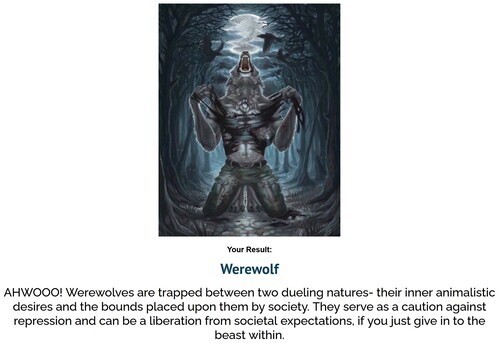 Your Result:
Werewolf
AHWOOO! Werewolves are trapped between two dueling natures- their inner animalistic
desires and the bounds placed upon them by society. They serve as a caution against
repression and can be a liberation from societal expectations, if you just give in to the
beast within.